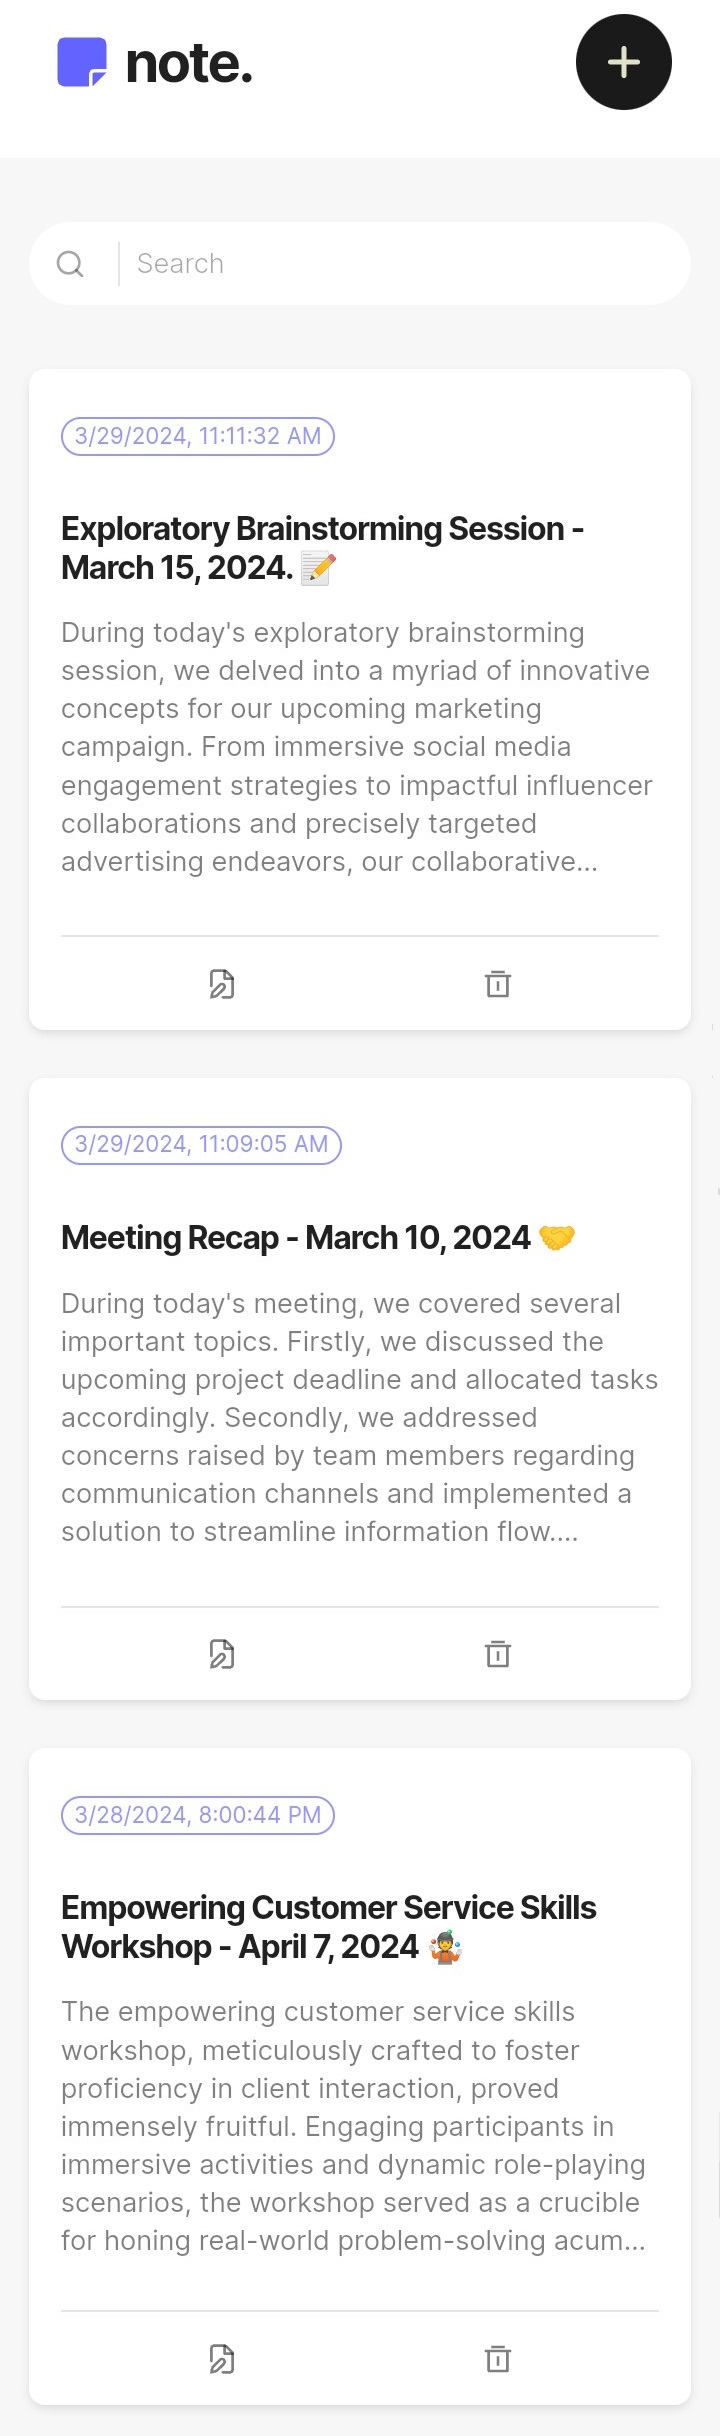 note.
Search
3/29/2024, 11:11:32 AM
Exploratory Brainstorming Session -
March 15, 2024. 📝
During today's exploratory brainstorming
session, we delved into a myriad of innovative
concepts for our upcoming marketing
campaign. From immersive social media
engagement strategies to impactful influencer
collaborations and precisely targeted
advertising endeavors, our collaborative...
3/29/2024, 11:09:05 AM
Meeting Recap - March 10, 2024 🤝
During today's meeting, we covered several
important topics. Firstly, we discussed the
upcoming project deadline and allocated tasks
accordingly. Secondly, we addressed
concerns raised by team members regarding
communication channels and implemented a
solution to streamline information flow....
3/28/2024, 8:00:44 PM
Empowering Customer Service Skills
Workshop - April 7, 2024 🤹
The empowering customer service skills
workshop, meticulously crafted to foster
proficiency in client interaction, proved
immensely fruitful. Engaging participants in
immersive activities and dynamic role-playing
scenarios, the workshop served as a crucible
for honing real-world problem-solving acum...